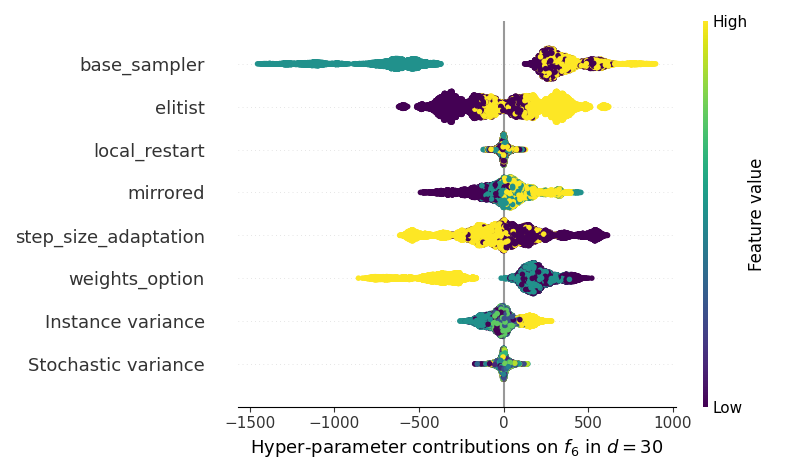 High
base_sampler
elitist
local_restart
mirrored
step_size_adaptation
weights_option
Instance variance
Stochastic variance
Feature value
Low
−1500 −1000 −500 0 500 1000
Hyper-parameter contributions on f₆ in d = 30